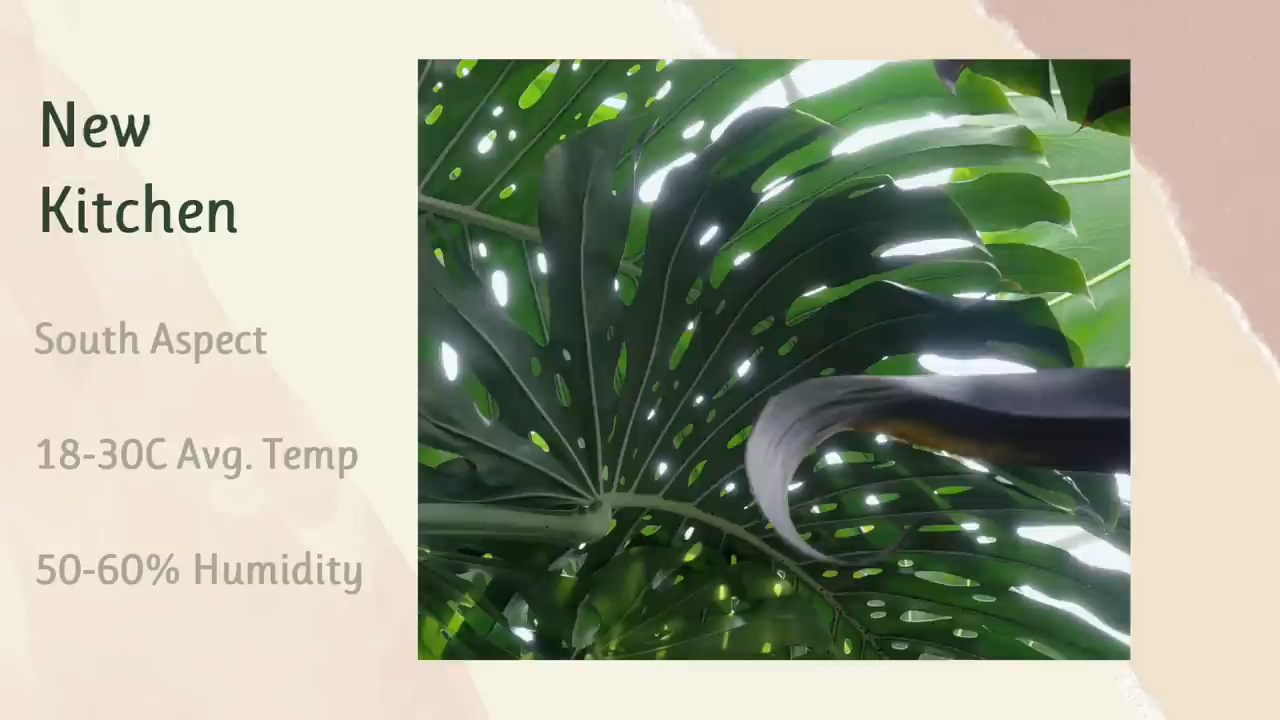 New
Kitchen
South Aspect
18-30C Avg. Temp
50-60% Humidity